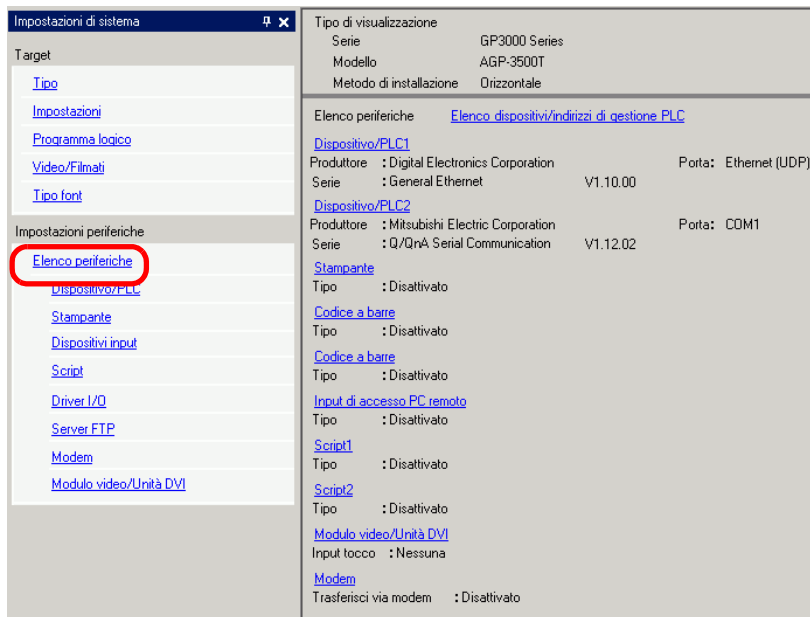 Impostazioni di sistema
Target
Tipo
Impostazioni
Programma logico
Video/Filmati
Tipo font
Impostazioni periferiche
Elenco periferiche
Dispositivo/PLC
Stampante
Dispositivi input
Script
Driver I/O
Server FTP
Modem
Modulo video/Unità DVI
Tipo di visualizzazione
Serie GP3000 Series
Modello AGP-3500T
Metodo di installazione Orizzontale
Elenco periferiche Elenco dispositivi/indirizzi di gestione PLC
Dispositivo/PLC1
Produttore : Digital Electronics Corporation Porta: Ethernet (UDP)
Serie : General Ethernet V1.10.00
Dispositivo/PLC2
Produttore : Mitsubishi Electric Corporation Porta: COM1
Serie : Q/QnA Serial Communication V1.12.02
Stampante
Tipo : Disattivato
Codice a barre
Tipo : Disattivato
Codice a barre
Tipo : Disattivato
Input di accesso PC remoto
Tipo : Disattivato
Script1
Tipo : Disattivato
Script2
Tipo : Disattivato
Modulo video/Unità DVI
Input tocco : Nessuna
Modem
Trasferisci via modem : Disattivato